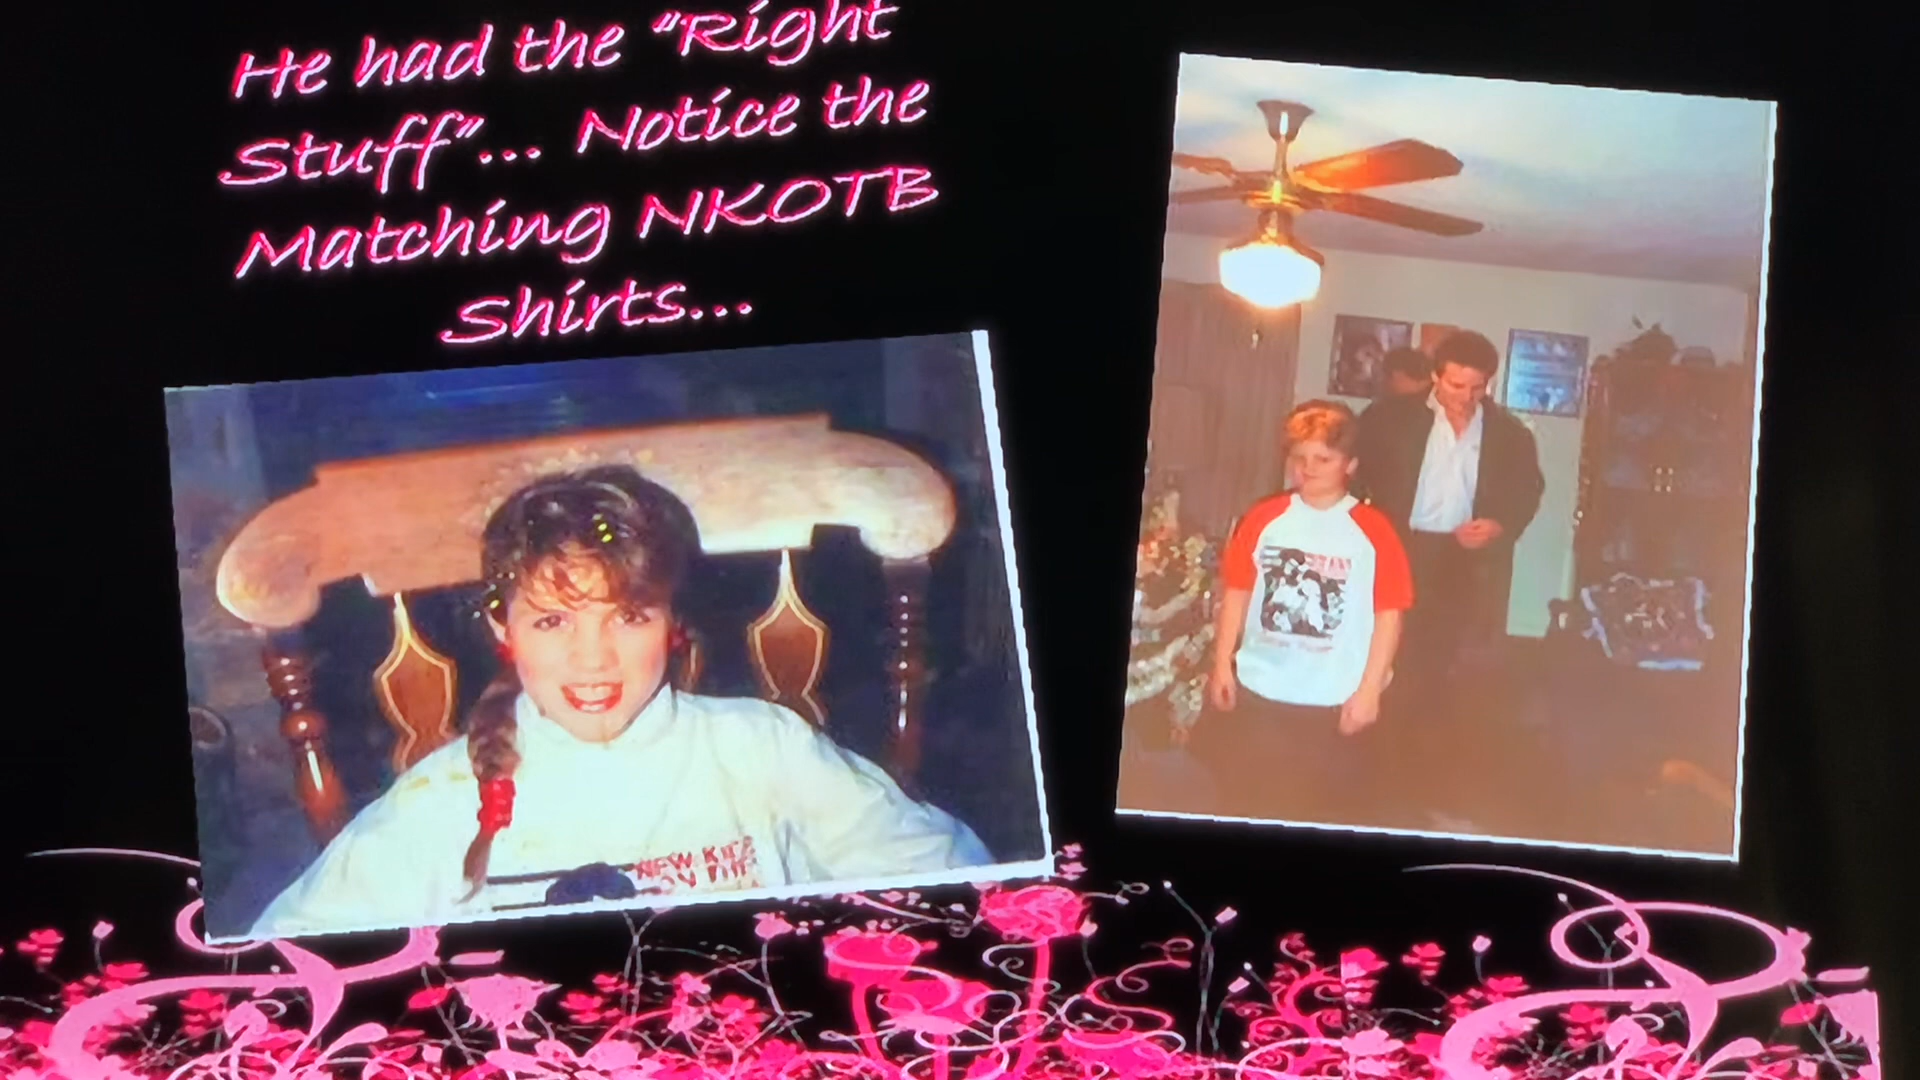 He had the "Right
Stuff"... Notice the
Matching NKOTB
Shirts...
NEW KIDS
ON THE